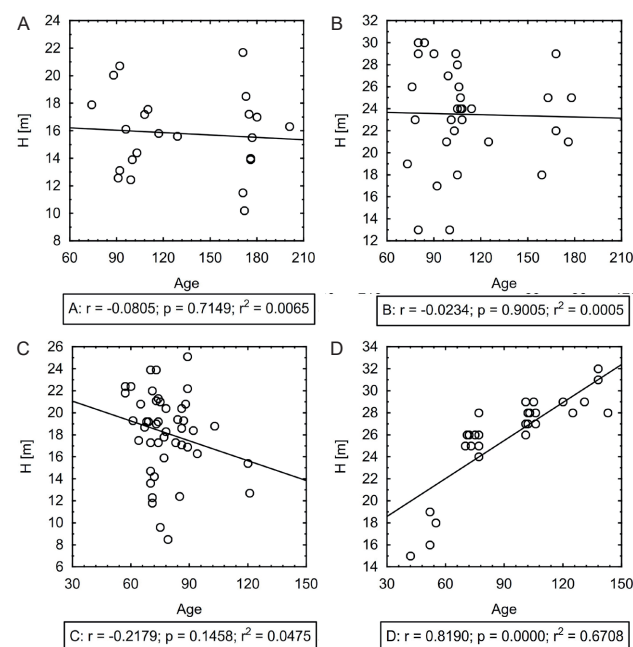 A
24
22
20
18
16
14
12
10
8
H [m]
60 90 120 150 180 210
Age
A: r = -0.0805; p = 0.7149; r² = 0.0065
B
32
30
28
26
24
22
20
18
16
14
12
H [m]
60 90 120 150 180 210
Age
B: r = -0.0234; p = 0.9005; r² = 0.0005
C
26
24
22
20
18
16
14
12
10
8
6
H [m]
30 60 90 120 150
Age
C: r = -0.2179; p = 0.1458; r² = 0.0475
D
34
32
30
28
26
24
22
20
18
16
14
H [m]
30 60 90 120 150
Age
D: r = 0.8190; p = 0.0000; r² = 0.6708